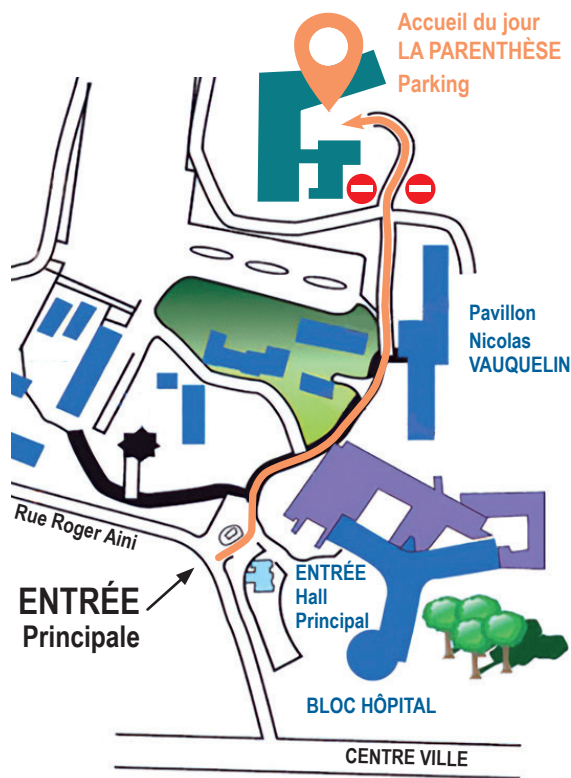 Accueil du jour
LA PARENTHÈSE
Parking
Pavillon
Nicolas
VAUQUELIN
Rue Roger Aini
ENTRÉE
Principale
ENTRÉE
Hall
Principal
BLOC HÔPITAL
CENTRE VILLE